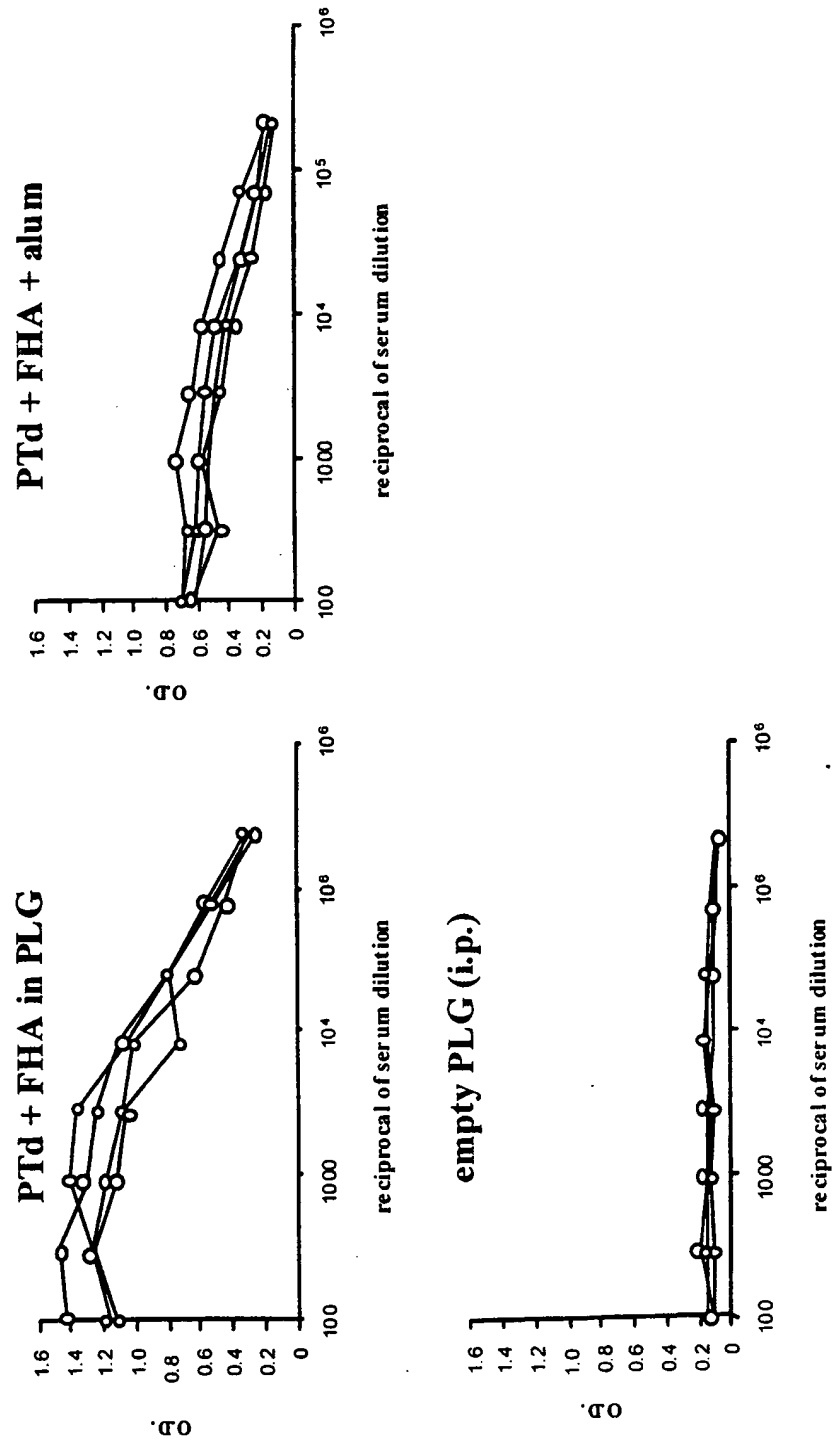 PTd + FHA in PLG
O.D.
1.6
1.4
1.2
1.0
0.8
0.6
0.4
0.2
0
100 1000 10⁴ 10⁶ 10⁶
reciprocal of serum dilution
PTd + FHA + alum
O.D.
1.6
1.4
1.2
1.0
0.8
0.6
0.4
0.2
0
100 1000 10⁴ 10⁵ 10⁶
reciprocal of serum dilution
empty PLG (i.p.)
O.D.
1.6
1.4
1.2
1.0
0.8
0.6
0.4
0.2
0
100 1000 10⁴ 10⁶ 10⁶
reciprocal of serum dilution